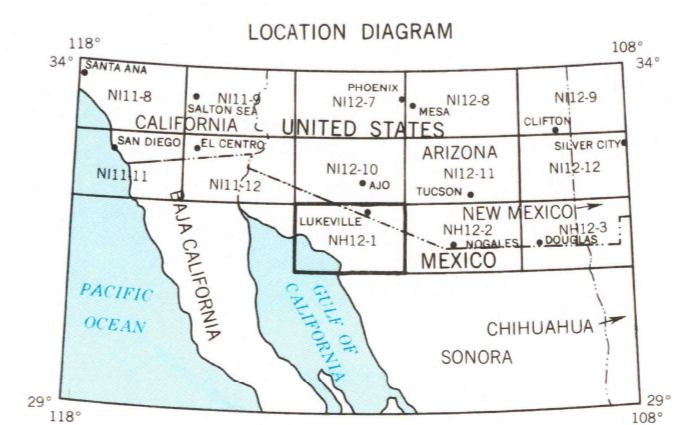 LOCATION DIAGRAM
118°
108°
34°
34°
SANTA ANA
NI11-8
NI11-9
SALTON SEA
PHOENIX
NI12-7
MESA
NI12-8
NI12-9
CLIFTON
CALIFORNIA
UNITED STATES
SAN DIEGO
EL CENTRO
ARIZONA
SILVER CITY
NI11-11
NI11-12
NI12-10
AJO
NI12-11
TUCSON
NI12-12
NEW MEXICO
LUKEVILLE
NH12-1
NH12-2
NOGALES
NH12-3
DOUGLAS
MEXICO
BAJA CALIFORNIA
GULF OF
CALIFORNIA
PACIFIC
OCEAN
CHIHUAHUA
SONORA
29°
29°
118°
108°